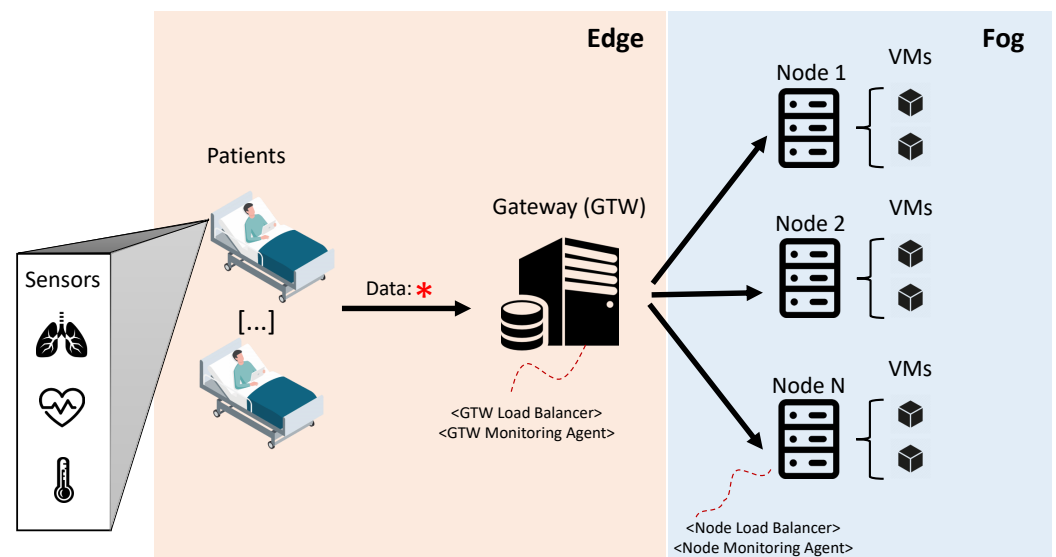 Edge
Fog
Patients
Sensors
[...]
Data: *
Gateway (GTW)
<GTW Load Balancer>
<GTW Monitoring Agent>
Node 1
VMs
Node 2
VMs
Node N
VMs
<Node Load Balancer>
<Node Monitoring Agent>